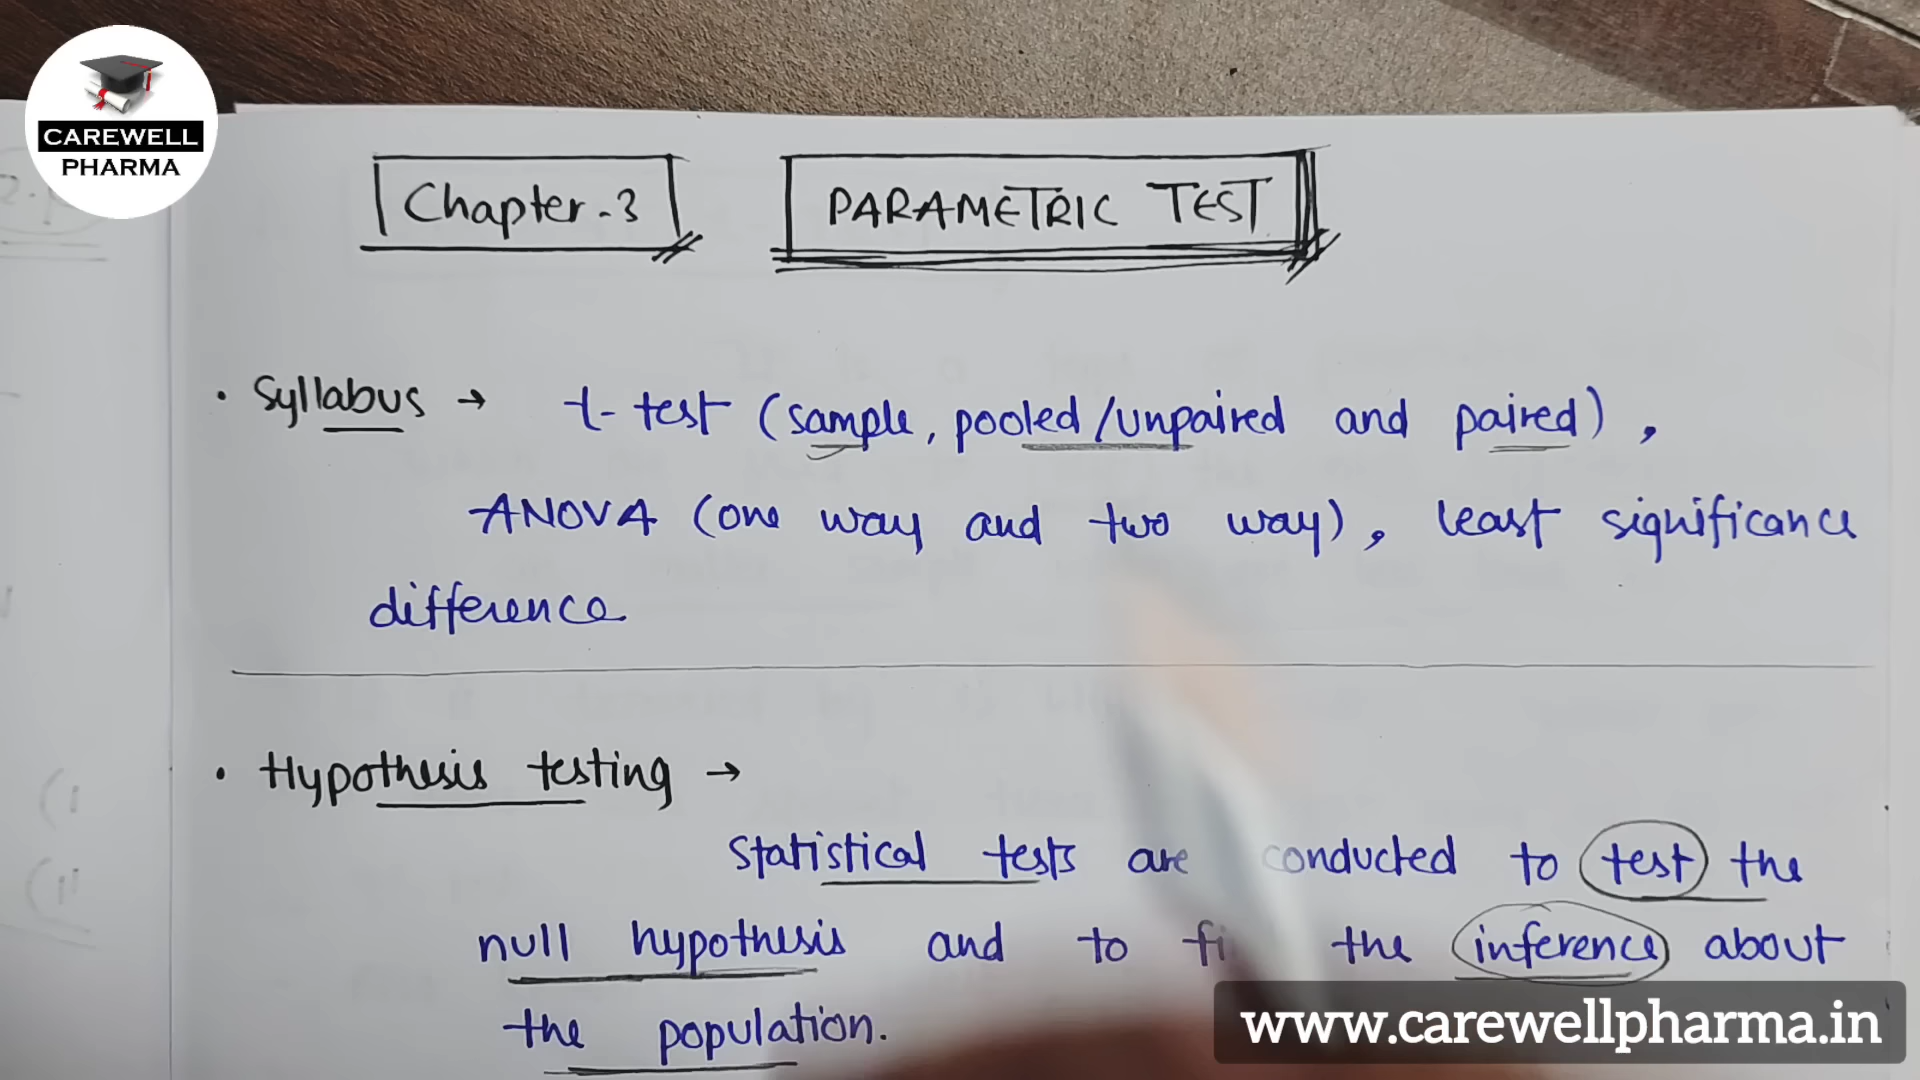 CAREWELL
PHARMA
Chapter-3
PARAMETRIC TEST
• Syllabus → t-test (sample, pooled/unpaired and paired),
ANOVA (one way and two way), least significance
difference
• Hypothesis testing →
Statistical tests are conducted to test the
null hypothesis and to the inference about
the population.
www.carewellpharma.in